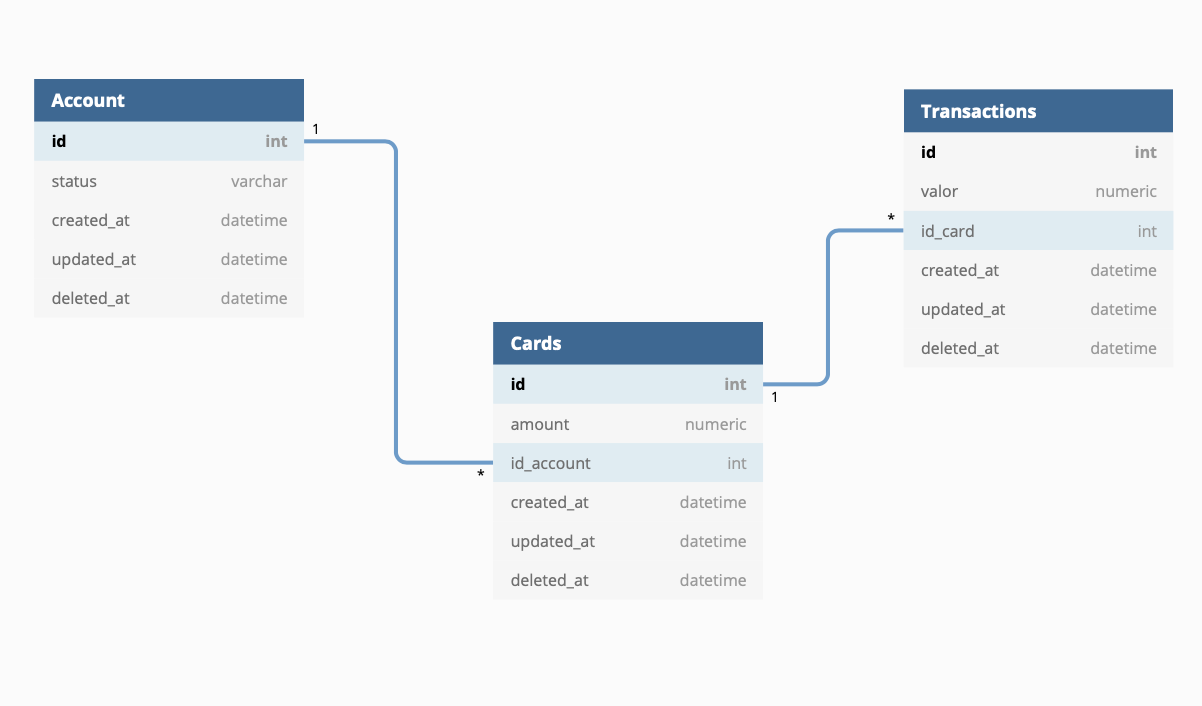 Account
id int
1
status varchar
created_at datetime
updated_at datetime
deleted_at datetime
Cards
id int
1
amount numeric
id_account int
*
created_at datetime
updated_at datetime
deleted_at datetime
Transactions
id int
valor numeric
*
id_card int
created_at datetime
updated_at datetime
deleted_at datetime